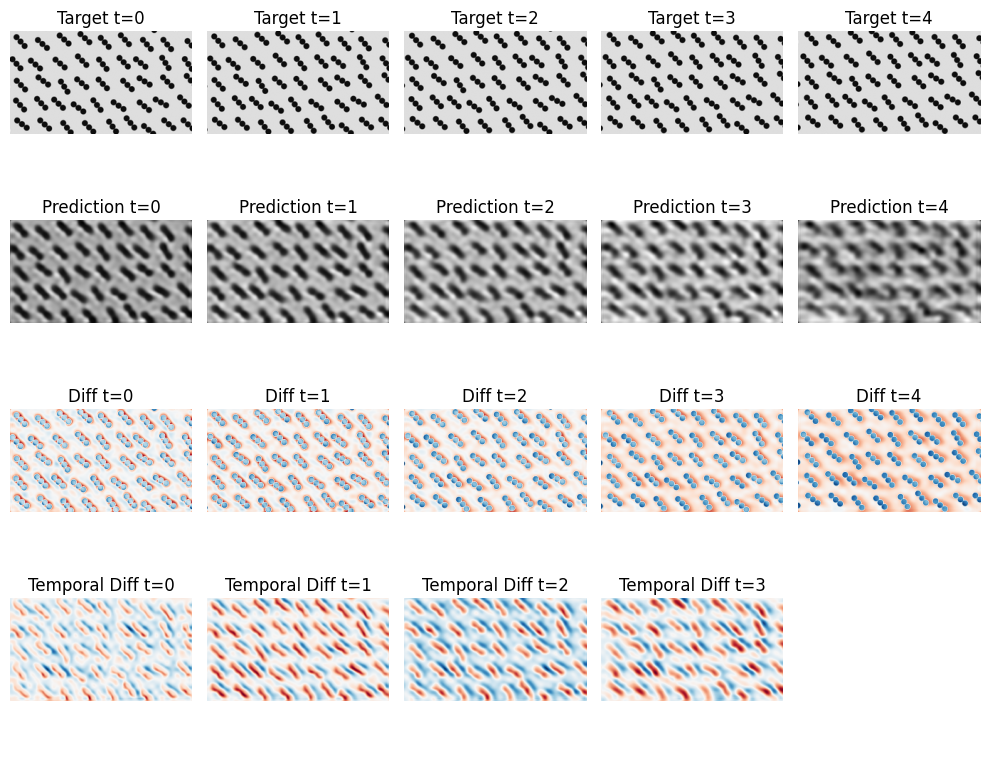 Target t=0 Target t=1 Target t=2 Target t=3 Target t=4
Prediction t=0 Prediction t=1 Prediction t=2 Prediction t=3 Prediction t=4
Diff t=0 Diff t=1 Diff t=2 Diff t=3 Diff t=4
Temporal Diff t=0 Temporal Diff t=1 Temporal Diff t=2 Temporal Diff t=3